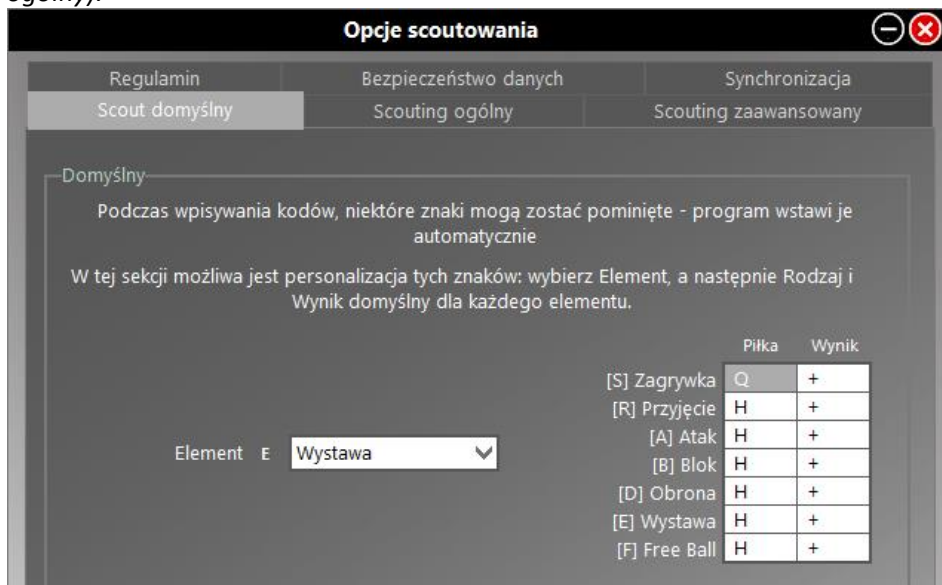 ogólny).
Opcje scoutowania
Regulamin Bezpieczeństwo danych Synchronizacja
Scout domyślny Scouting ogólny Scouting zaawansowany
Domyślny
Podczas wpisywania kodów, niektóre znaki mogą zostać pominięte - program wstawi je
automatycznie
W tej sekcji możliwa jest personalizacja tych znaków: wybierz Element, a następnie Rodzaj i
Wynik domyślny dla każdego elementu.
Piłka Wynik
[S] Zagrywka Q +
[R] Przyjęcie H +
[A] Atak H +
Element E Wystawa
[B] Blok H +
[D] Obrona H +
[E] Wystawa H +
[F] Free Ball H +